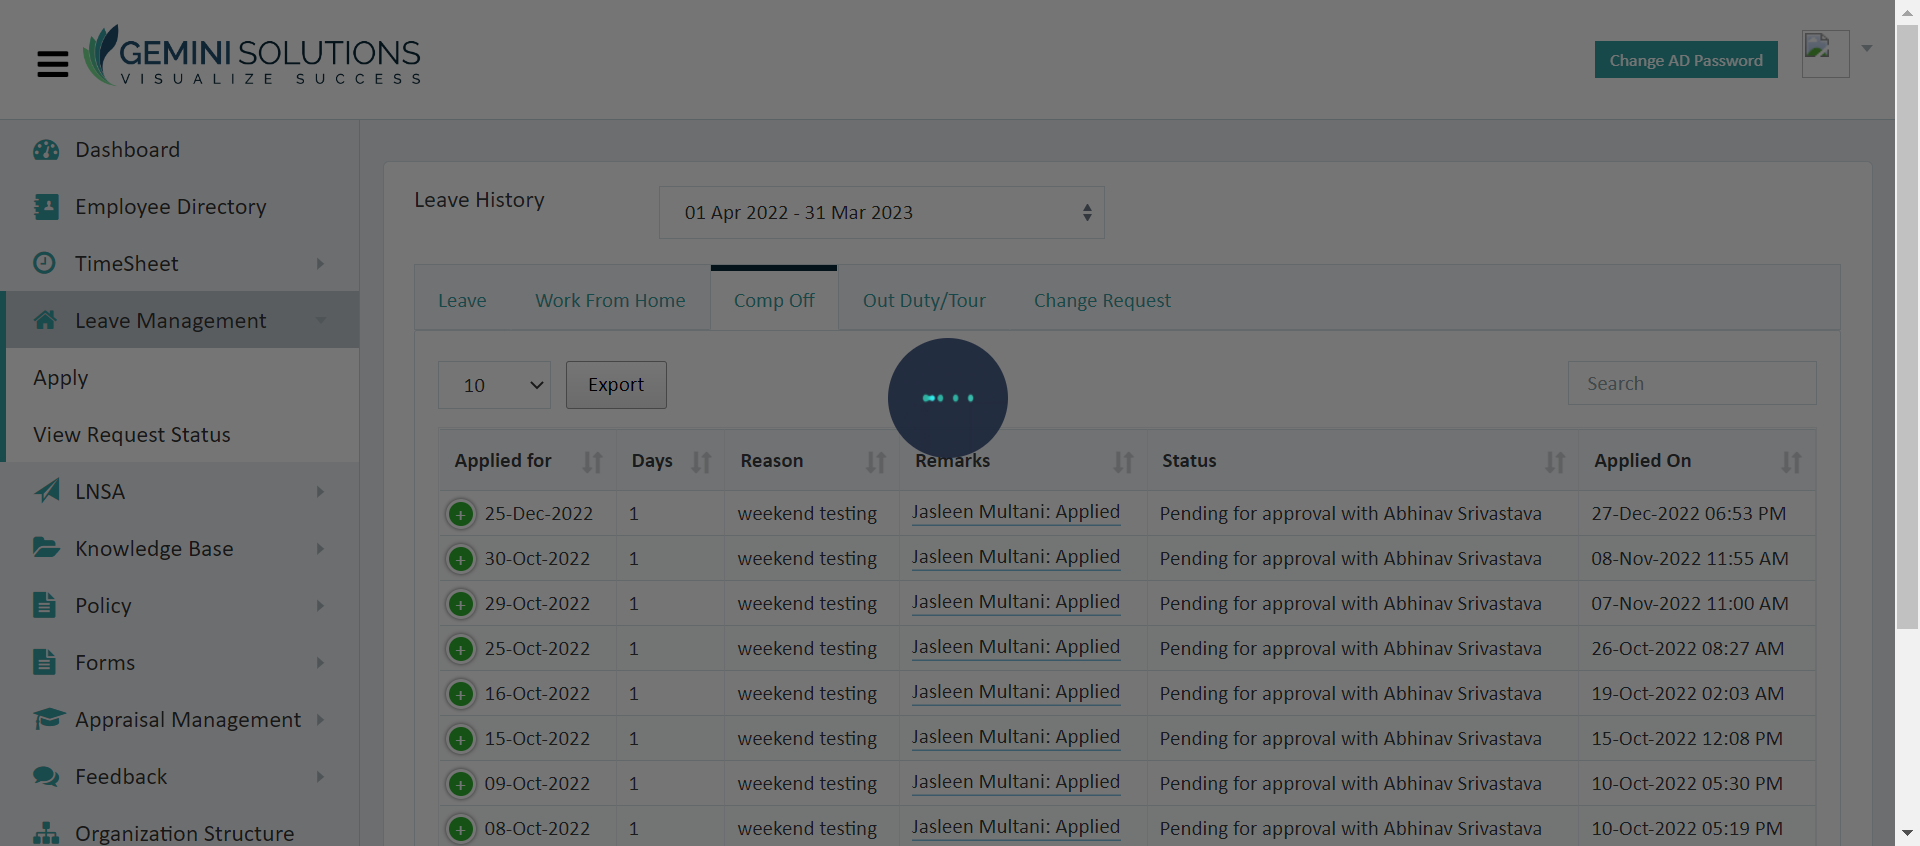 GEMINI SOLUTIONS
VISUALIZE SUCCESS
Change AD Password
Dashboard
Employee Directory
TimeSheet
Leave Management
Apply
View Request Status
LNSA
Knowledge Base
Policy
Forms
Appraisal Management
Feedback
Organization Structure
Leave History
01 Apr 2022 - 31 Mar 2023
Leave Work From Home Comp Off Out Duty/Tour Change Request
10 Export Search
Applied for Days Reason Remarks Status Applied On
25-Dec-2022 1 weekend testing Jasleen Multani: Applied Pending for approval with Abhinav Srivastava 27-Dec-2022 06:53 PM
30-Oct-2022 1 weekend testing Jasleen Multani: Applied Pending for approval with Abhinav Srivastava 08-Nov-2022 11:55 AM
29-Oct-2022 1 weekend testing Jasleen Multani: Applied Pending for approval with Abhinav Srivastava 07-Nov-2022 11:00 AM
25-Oct-2022 1 weekend testing Jasleen Multani: Applied Pending for approval with Abhinav Srivastava 26-Oct-2022 08:27 AM
16-Oct-2022 1 weekend testing Jasleen Multani: Applied Pending for approval with Abhinav Srivastava 19-Oct-2022 02:03 AM
15-Oct-2022 1 weekend testing Jasleen Multani: Applied Pending for approval with Abhinav Srivastava 15-Oct-2022 12:08 PM
09-Oct-2022 1 weekend testing Jasleen Multani: Applied Pending for approval with Abhinav Srivastava 10-Oct-2022 05:30 PM
08-Oct-2022 1 weekend testing Jasleen Multani: Applied Pending for approval with Abhinav Srivastava 10-Oct-2022 05:19 PM